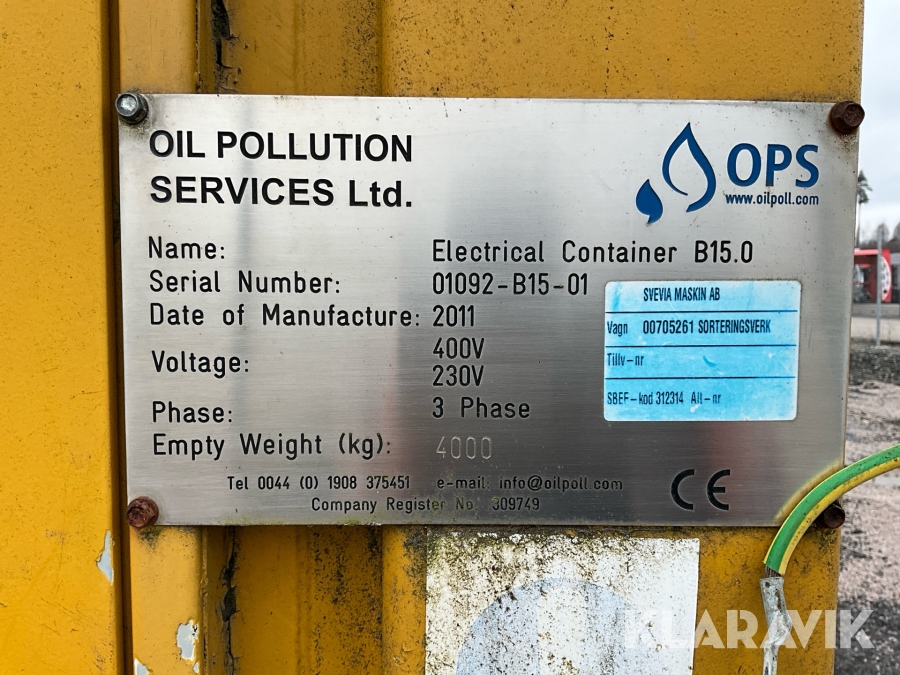 OIL POLLUTION
SERVICES Ltd.
OPS
www.oilpoll.com
Name: Electrical Container B15.0
Serial Number: 01092-B15-01
Date of Manufacture: 2011
Voltage: 400V
230V
Phase: 3 Phase
Empty Weight (kg): 4000
Tel 0044 (0) 1908 375451 e-mail: info@oilpoll.com
Company Register No. 309749
CE
SVEVIA MASKIN AB
Vagn 00705261 SORTERINGSVERK
Tillv-nr
SBEF-kod 312314 Alt-nr
KLARAVIK